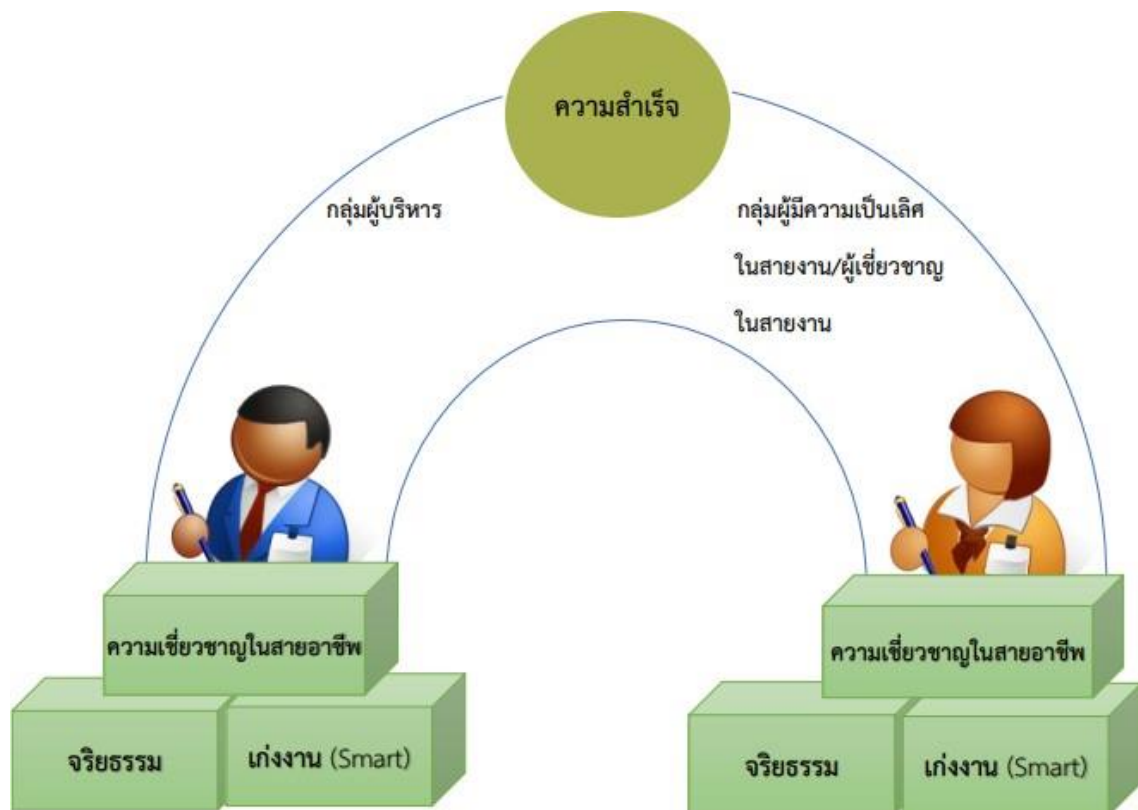 ความสำเร็จ
กลุ่มผู้บริหาร
กลุ่มผู้มีความเป็นเลิศ
ในสายงาน/ผู้เชี่ยวชาญ
ในสายงาน
ความเชี่ยวชาญในสายอาชีพ
จริยธรรม
เก่งงาน (Smart)
ความเชี่ยวชาญในสายอาชีพ
จริยธรรม
เก่งงาน (Smart)